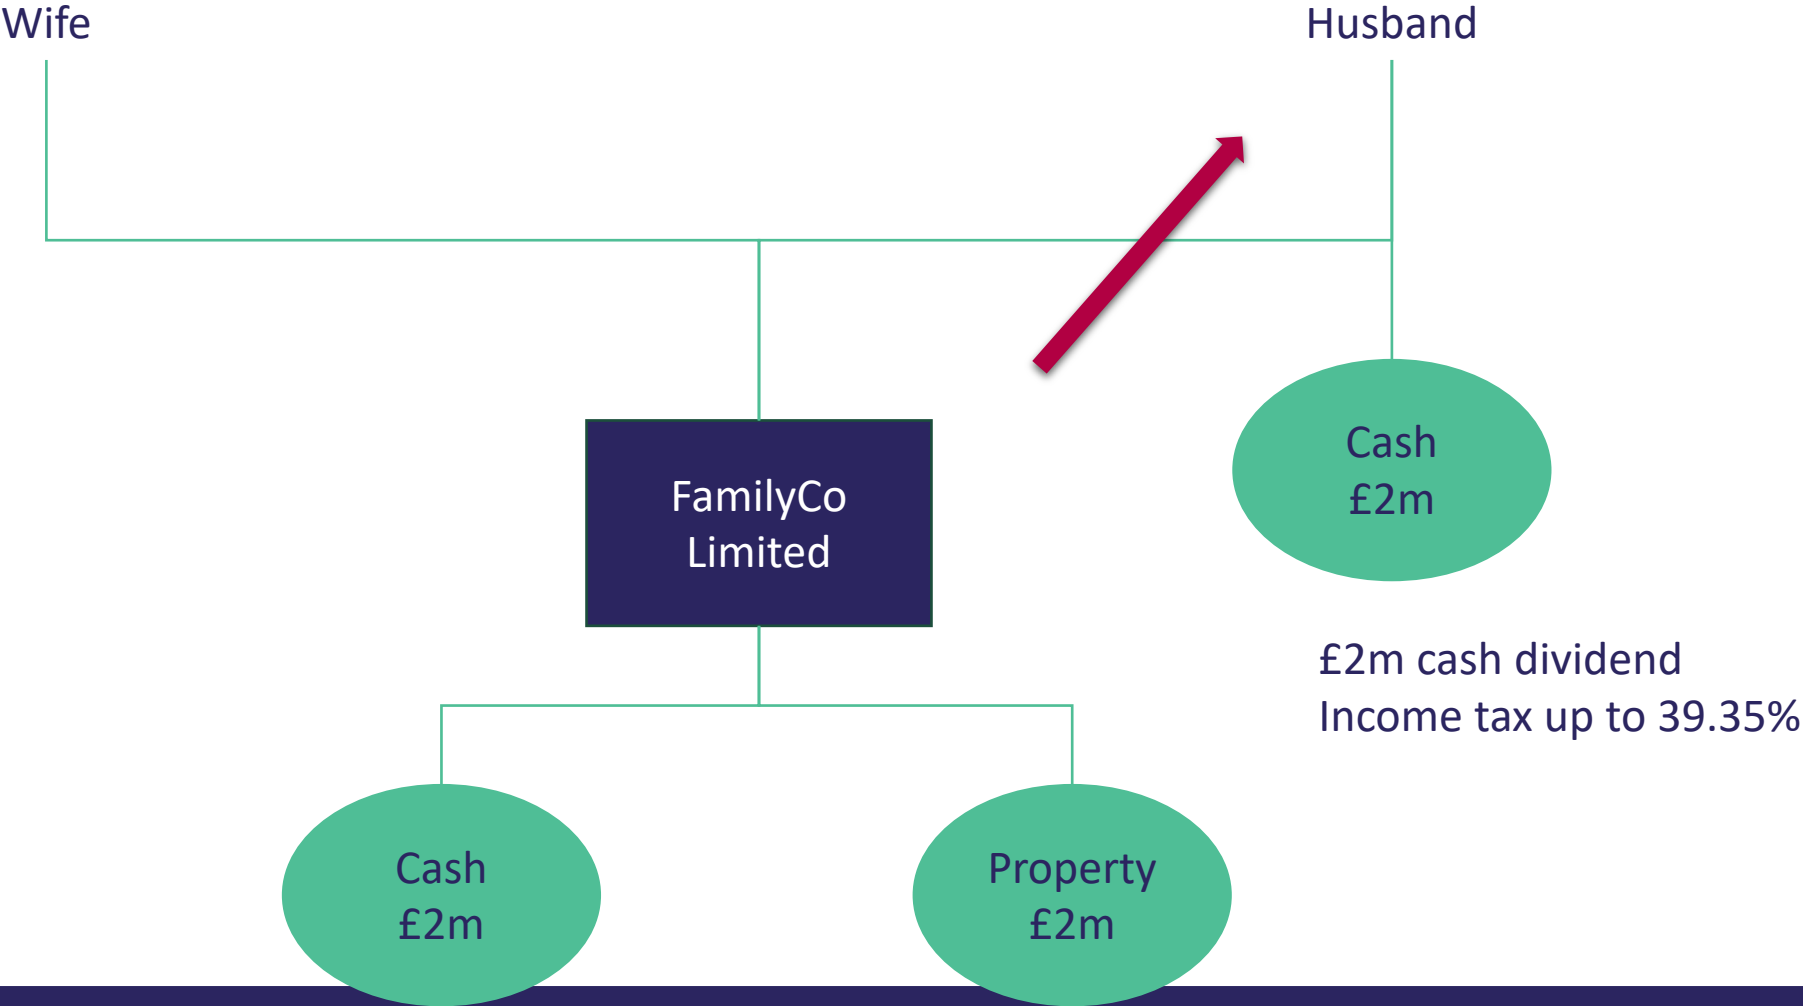 Wife
Husband
FamilyCo
Limited
Cash
£2m
£2m cash dividend
Income tax up to 39.35%
Cash
£2m
Property
£2m